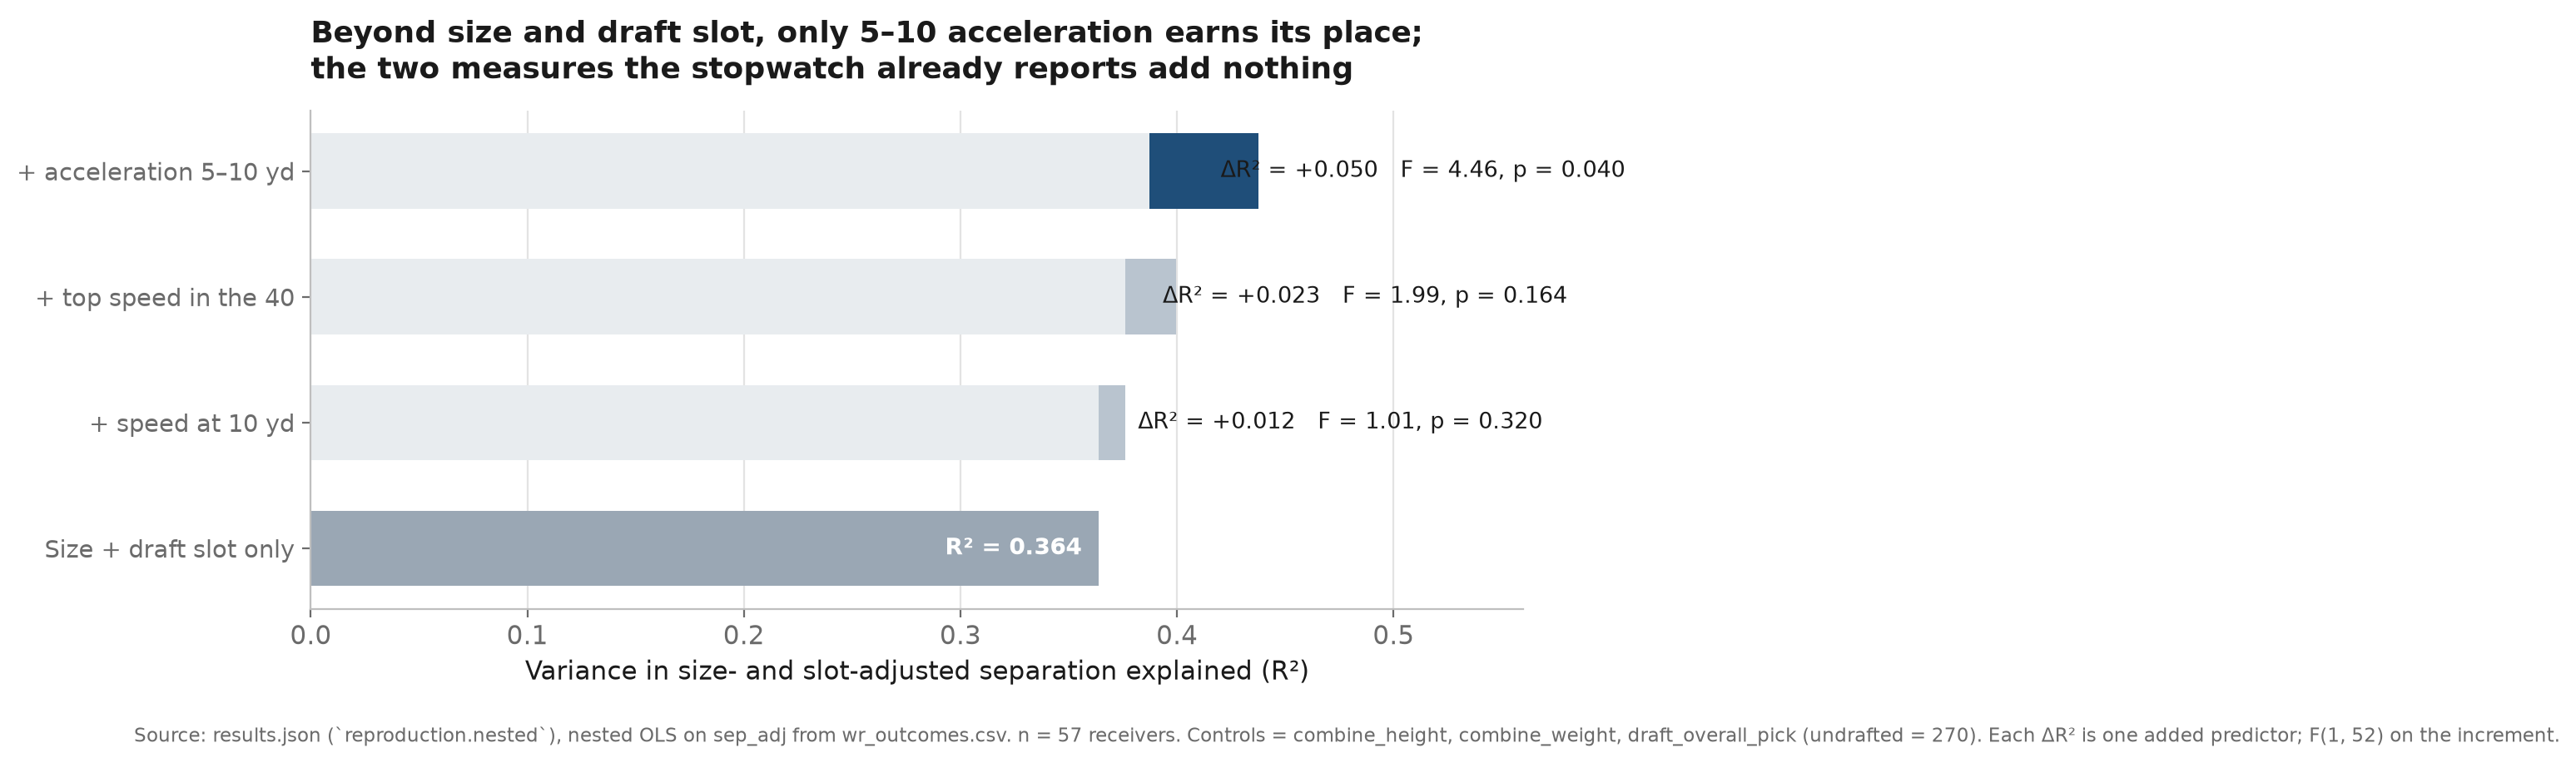 Beyond size and draft slot, only 5–10 acceleration earns its place;
the two measures the stopwatch already reports add nothing
+ acceleration 5–10 yd
ΔR² = +0.050   F = 4.46, p = 0.040
+ top speed in the 40
ΔR² = +0.023   F = 1.99, p = 0.164
+ speed at 10 yd
ΔR² = +0.012   F = 1.01, p = 0.320
Size + draft slot only
R² = 0.364
0.0 0.1 0.2 0.3 0.4 0.5
Variance in size- and slot-adjusted separation explained (R²)
Source: results.json (`reproduction.nested`), nested OLS on sep_adj from wr_outcomes.csv. n = 57 receivers. Controls = combine_height, combine_weight, draft_overall_pick (undrafted = 270). Each ΔR² is one added predictor; F(1, 52) on the increment.